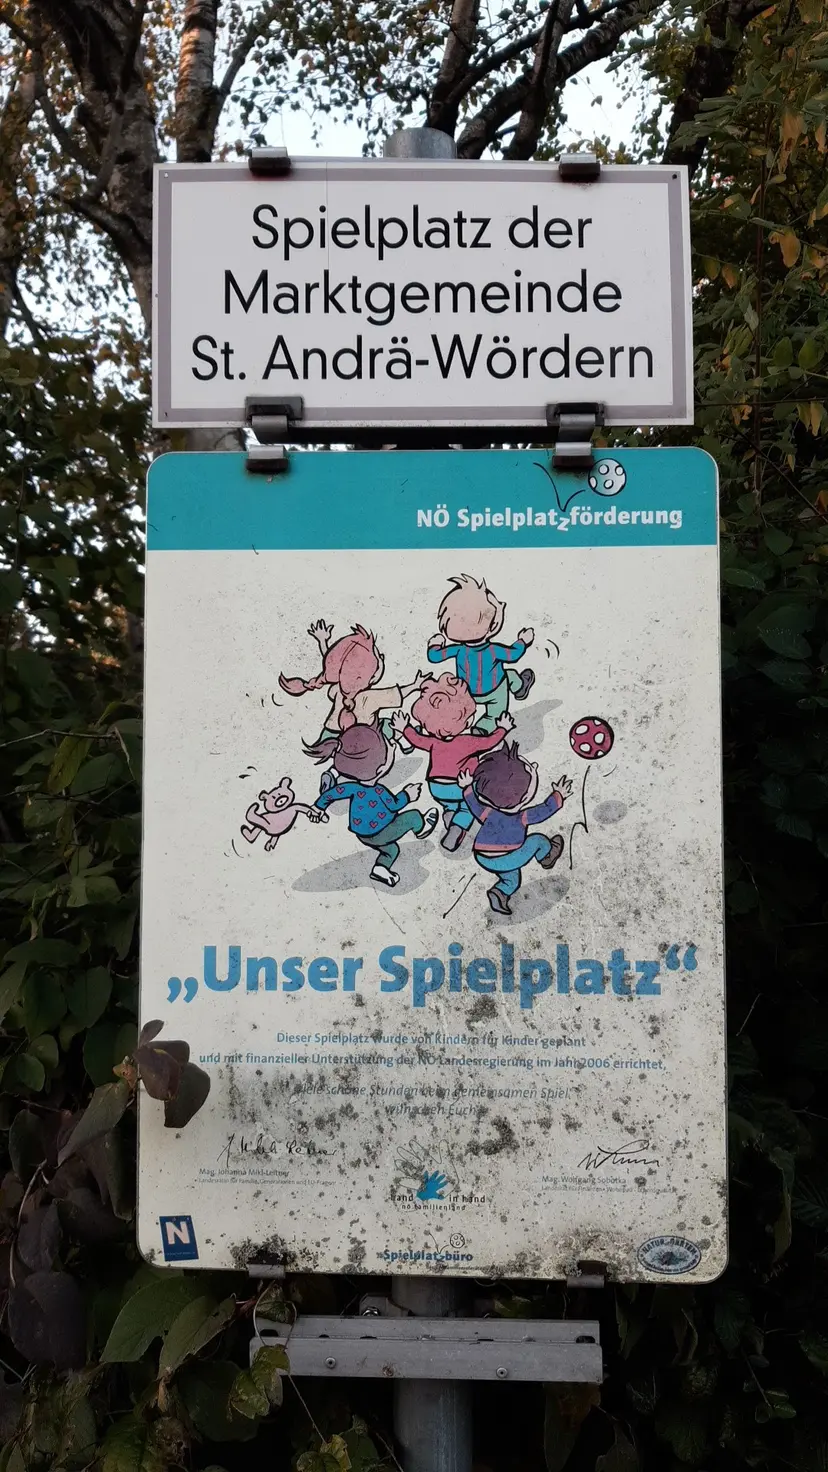 Spielplatz der
Marktgemeinde
St. Andrä-Wördern
NÖ Spielplatzförderung
„Unser Spielplatz“
Dieser Spielplatz wurde von Kindern für Kinder geplant
und mit finanzieller Unterstützung der NÖ Landesregierung im Jahr 2006 errichtet.
Viele schöne Stunden beim gemeinsamen Spiel
wünschen Euch
Mag. Johanna Mikl-Leitner
Mag. Wolfgang Sobotka
hand in hand
nö familienland
N
Spielplatzbüro